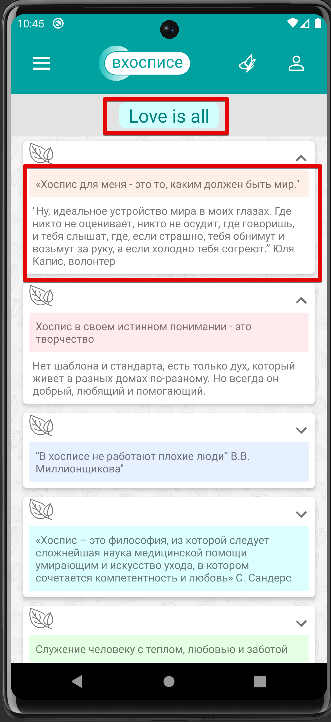 10:45
вхосписе
Love is all
«Хоспис для меня - это то, каким должен быть мир."
"Ну, идеальное устройство мира в моих глазах. Где
никто не оценивает, никто не осудит, где говоришь,
и тебя слышат, где, если страшно, тебя обнимут и
возьмут за руку, а если холодно тебя согреют." Юля
Капис, волонтер
Хоспис в своем истинном понимании - это
творчество
Нет шаблона и стандарта, есть только дух, который
живет в разных домах по-разному. Но всегда он
добрый, любящий и помогающий.
"В хосписе не работают плохие люди" В.В.
Миллионщикова"
«Хоспис – это философия, из которой следует
сложнейшая наука медицинской помощи
умирающим и искусство ухода, в котором
сочетается компетентность и любовь» С. Сандерс
Служение человеку с теплом, любовью и заботой